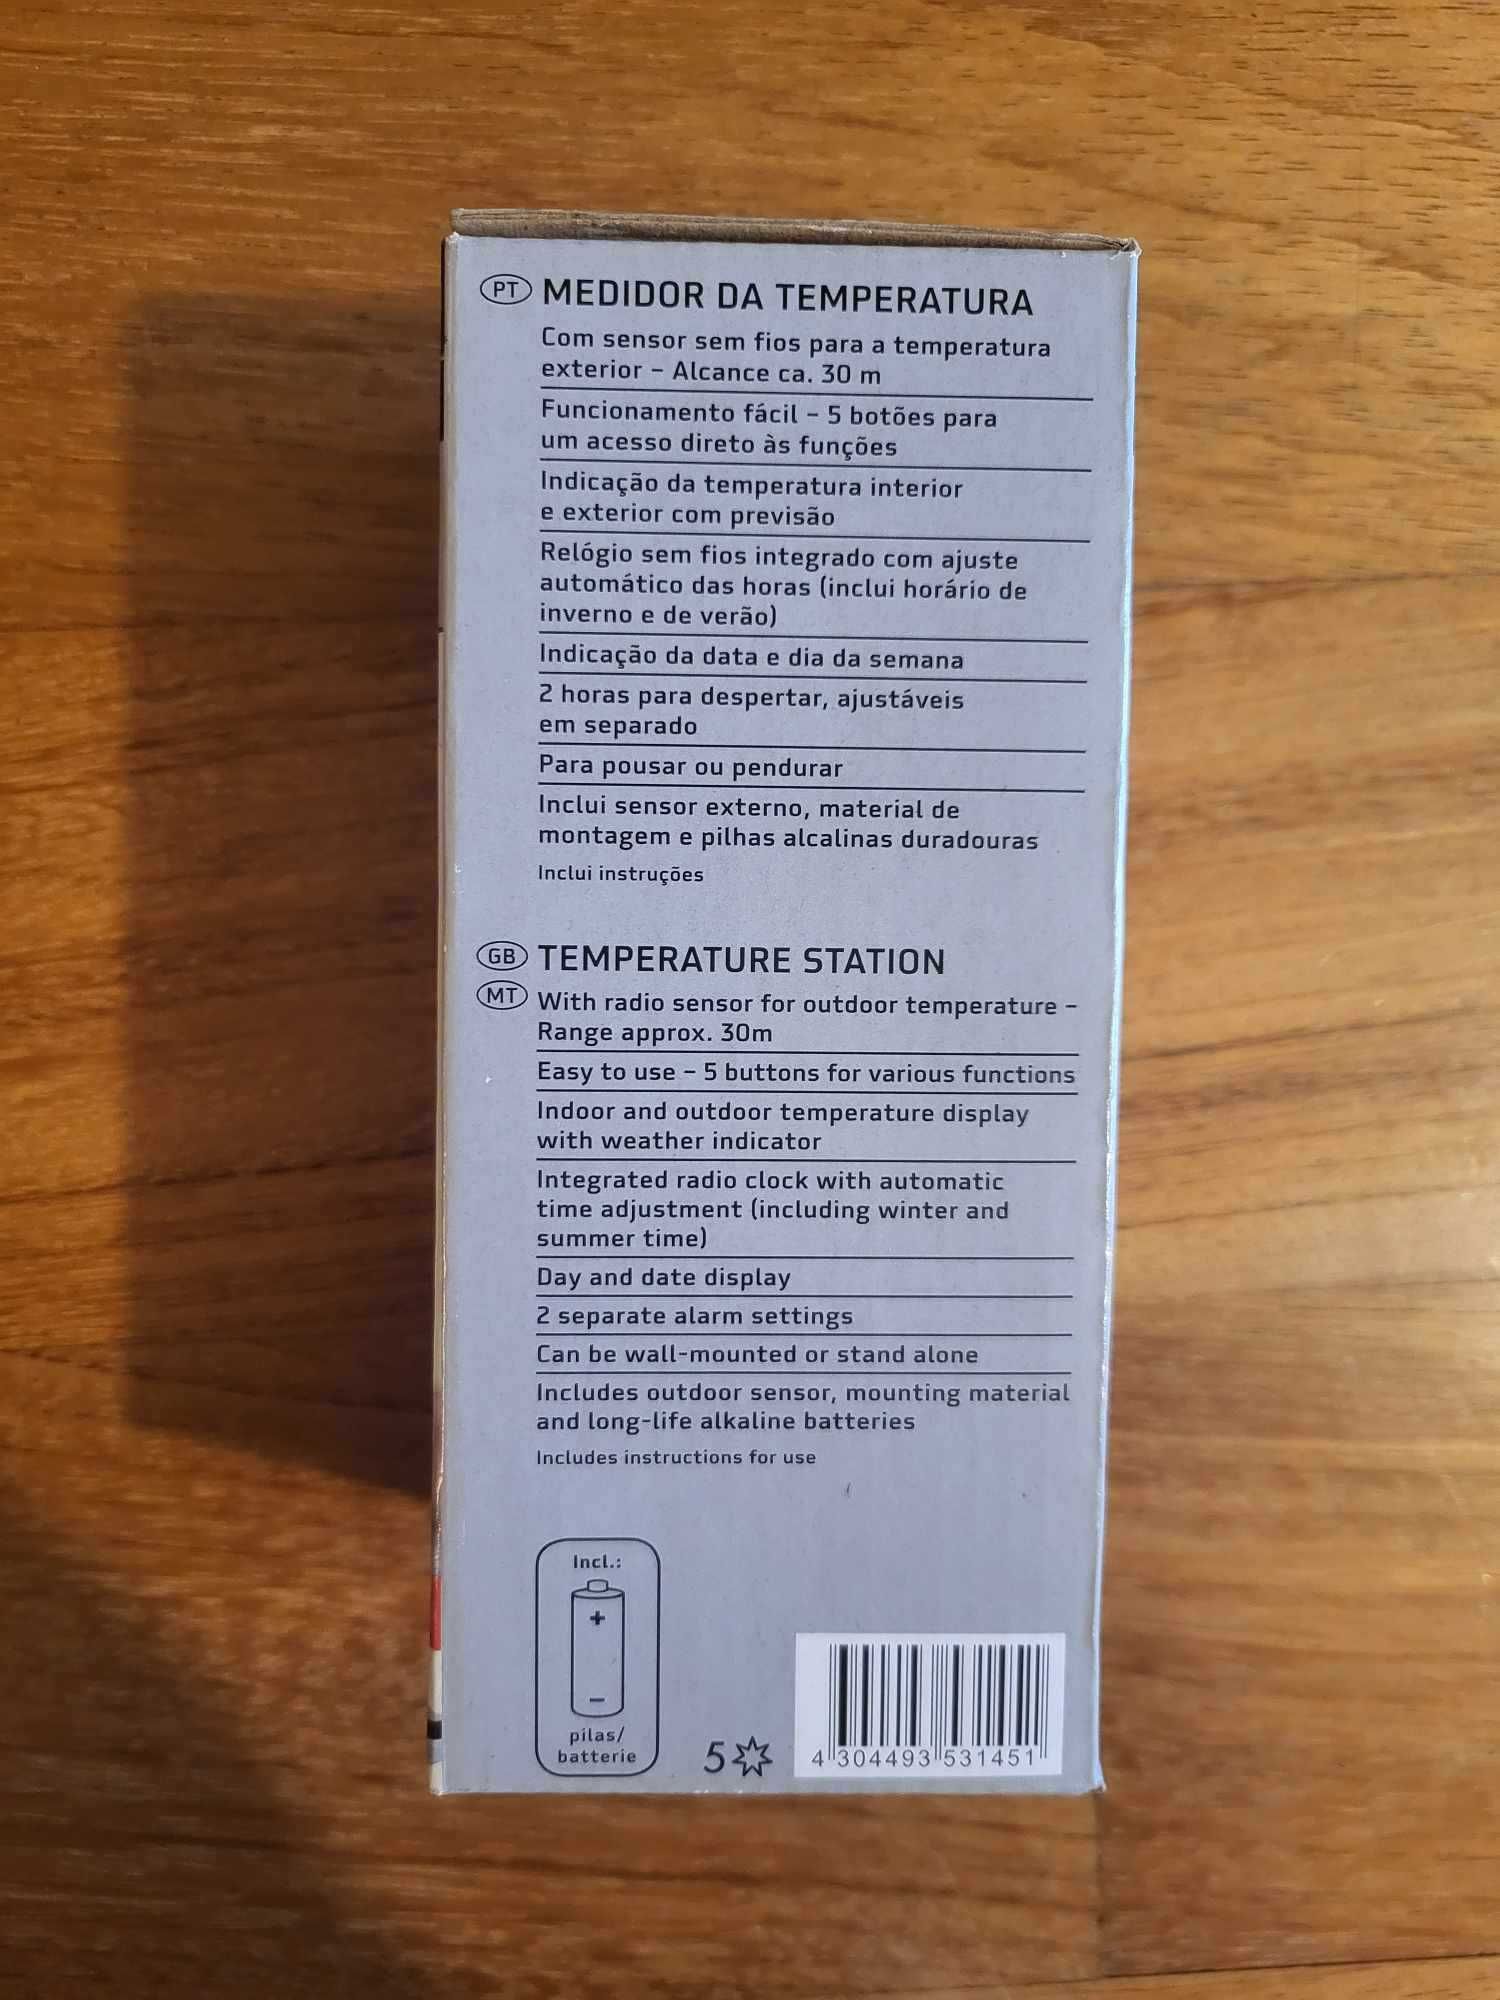 PT MEDIDOR DA TEMPERATURA
Com sensor sem fios para a temperatura
exterior – Alcance ca. 30 m
Funcionamento fácil – 5 botões para
um acesso direto às funções
Indicação da temperatura interior
e exterior com previsão
Relógio sem fios integrado com ajuste
automático das horas (inclui horário de
inverno e de verão)
Indicação da data e dia da semana
2 horas para despertar, ajustáveis
em separado
Para pousar ou pendurar
Inclui sensor externo, material de
montagem e pilhas alcalinas duradouras
Inclui instruções
GB TEMPERATURE STATION
MT With radio sensor for outdoor temperature –
Range approx. 30m
Easy to use – 5 buttons for various functions
Indoor and outdoor temperature display
with weather indicator
Integrated radio clock with automatic
time adjustment (including winter and
summer time)
Day and date display
2 separate alarm settings
Can be wall-mounted or stand alone
Includes outdoor sensor, mounting material
and long-life alkaline batteries
Includes instructions for use
Incl.:
+
–
pilas/
batterie
5
4 304493 531451